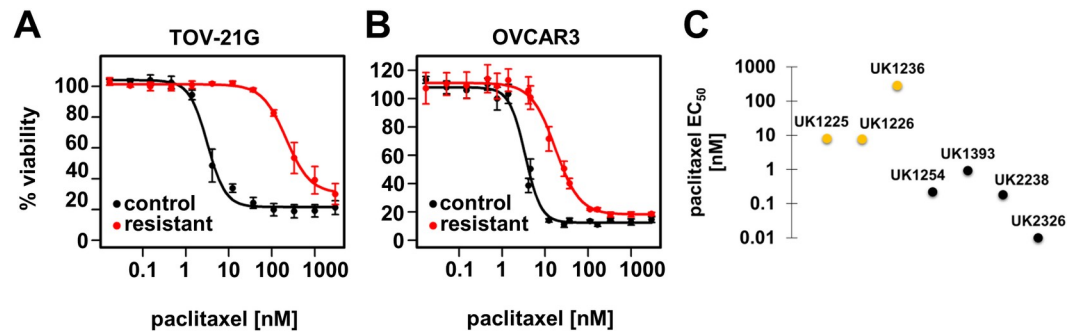 A
TOV-21G
% viability
100
80
60
40
20
0
control
resistant
0.1 1 10 100 1000
paclitaxel [nM]
B
OVCAR3
120
100
80
60
40
20
0
control
resistant
0.1 1 10 100 1000
paclitaxel [nM]
C
paclitaxel EC50
[nM]
1000
100
10
1
0.1
0.01
UK1236
UK1225
UK1226
UK1393
UK1254
UK2238
UK2326